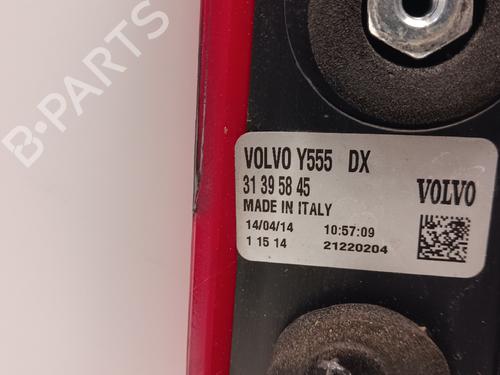 B-PARTS
VOLVO Y555 DX
31 39 58 45
VOLVO
MADE IN ITALY
14/04/14 10:57:09
1 15 14 21220204